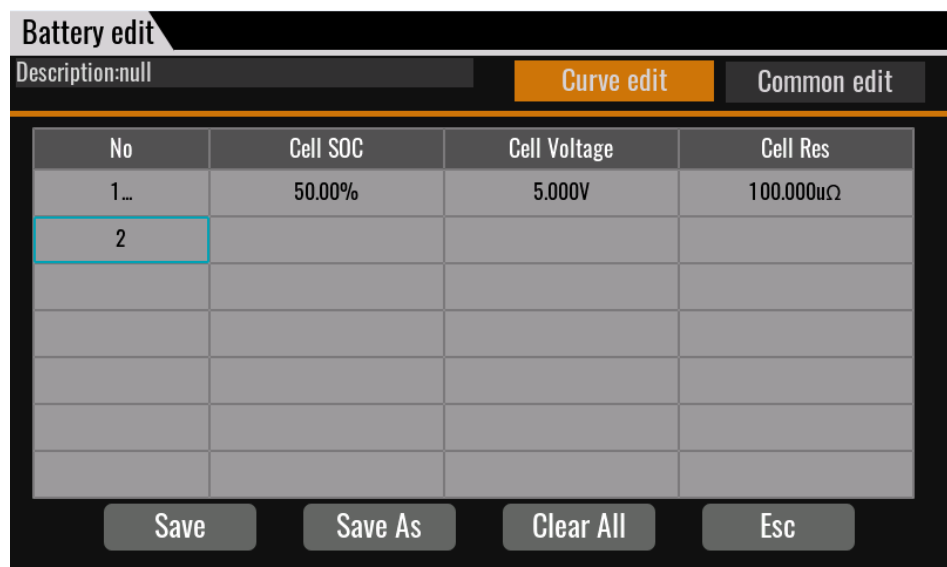 Battery edit
Description:null
Curve edit Common edit
No Cell SOC Cell Voltage Cell Res
1... 50.00% 5.000V 100.000uΩ
2
Save Save As Clear All Esc